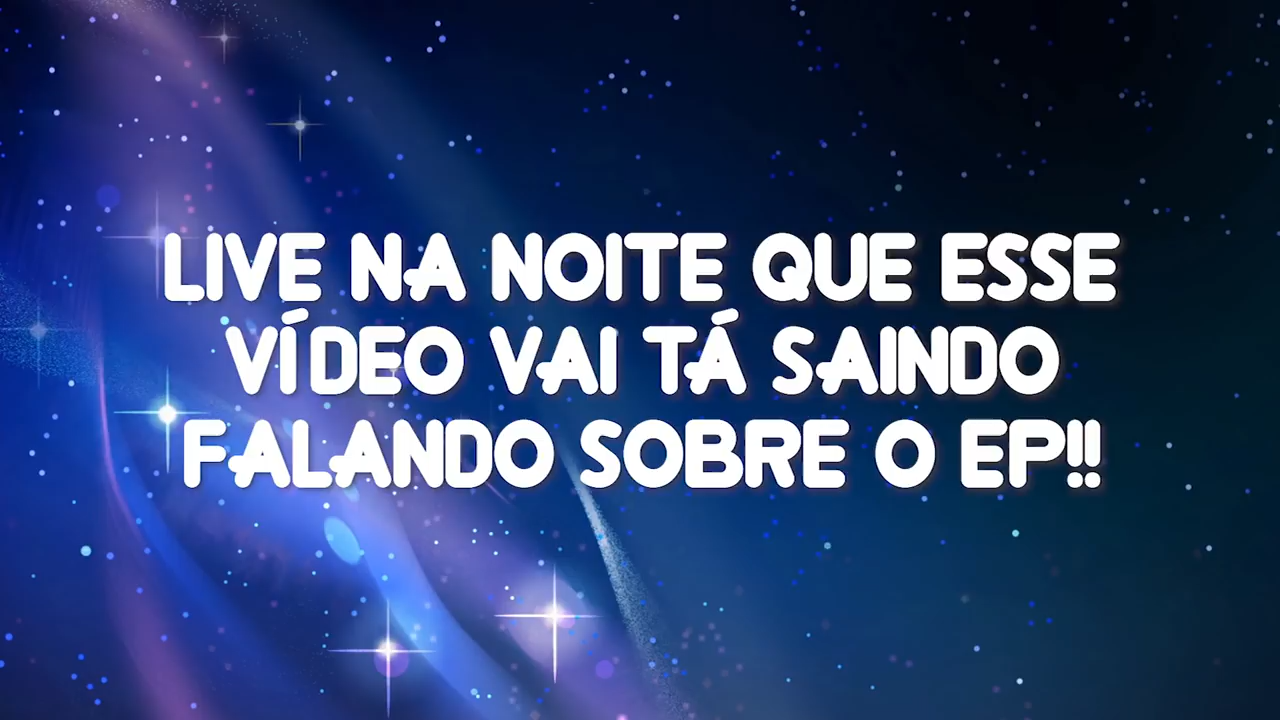 LIVE NA NOITE QUE ESSE
VÍDEO VAI TÁ SAINDO
FALANDO SOBRE O EP!!